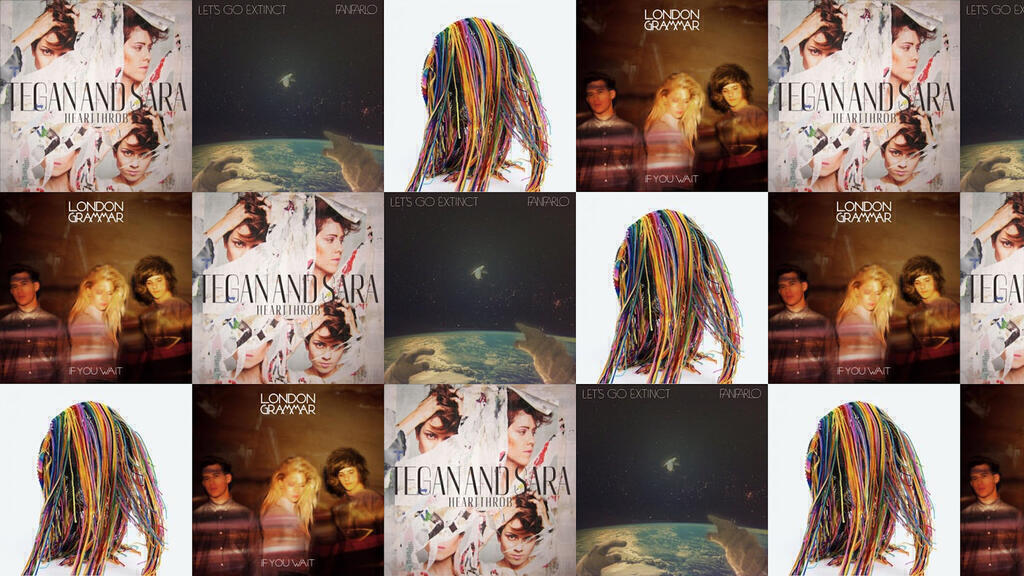 TEGAN AND SARA
HEARTTHROB
LET'S GO EXTINCT FANFARLO
LONDON
GRAMMAR
IF YOU WAIT
TEGAN AND SARA
HEARTTHROB
LET'S GO EX
LONDON
GRAMMAR
IF YOU WAIT
TEGAN AND SARA
HEARTTHROB
LET'S GO EXTINCT FANFARLO
LONDON
GRAMMAR
IF YOU WAIT
TEGA
HEA
LONDON
GRAMMAR
IF YOU WAIT
TEGAN AND SARA
HEARTTHROB
LET'S GO EXTINCT FANFARLO